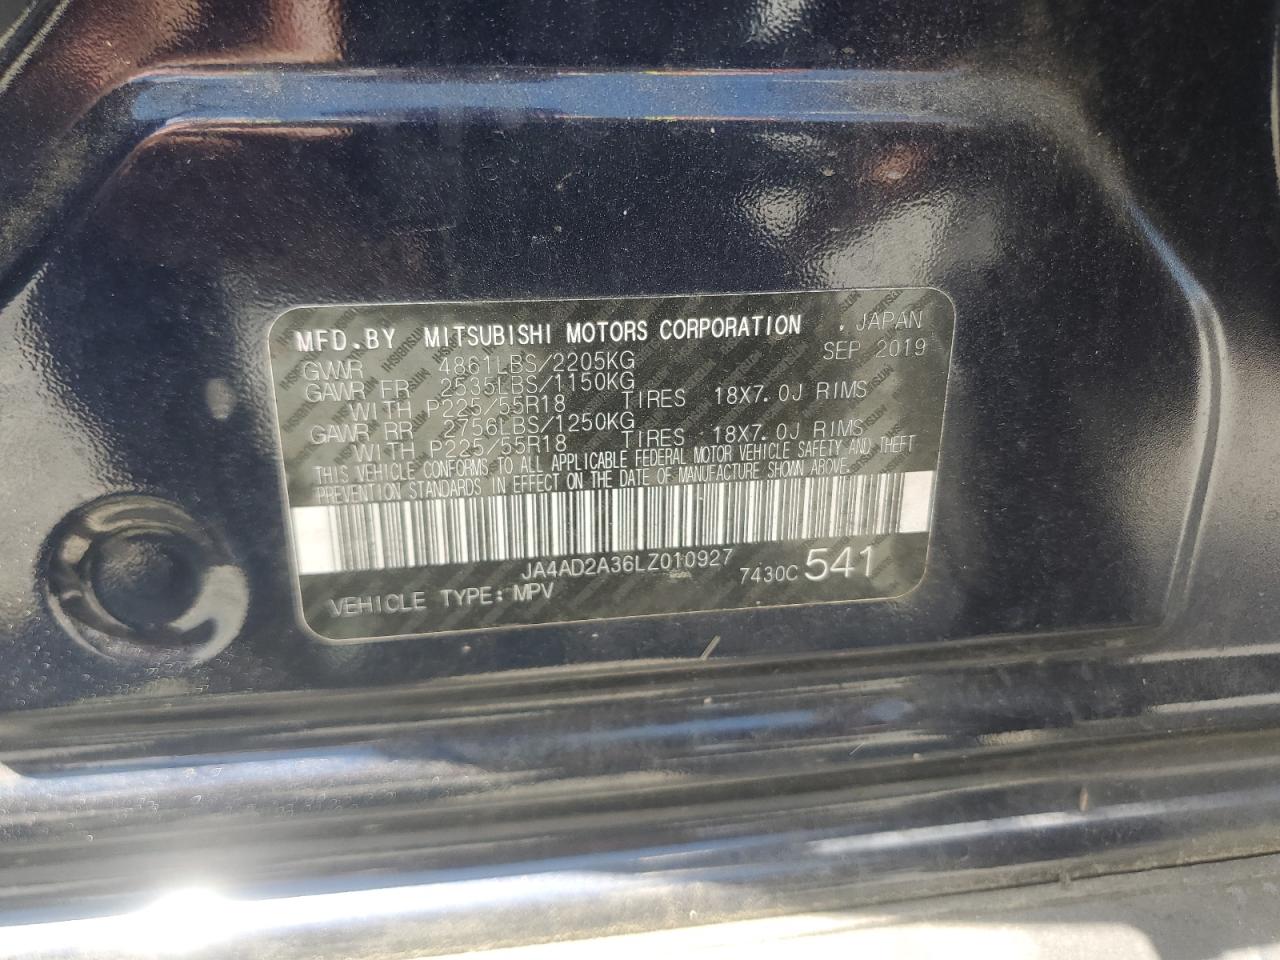 MFD.BY MITSUBISHI MOTORS CORPORATION . JAPAN
SEP 2019
GVWR 4861LBS/2205KG
GAWR FR 2535LBS/1150KG
WITH P225/55R18 TIRES 18X7.0J RIMS
GAWR RR 2756LBS/1250KG
WITH P225/55R18 TIRES 18X7.0J RIMS
THIS VEHICLE CONFORMS TO ALL APPLICABLE FEDERAL MOTOR VEHICLE SAFETY AND THEFT
PREVENTION STANDARDS IN EFFECT ON THE DATE OF MANUFACTURE SHOWN ABOVE.
JA4AD2A36LZ010927 7430C 541
VEHICLE TYPE: MPV